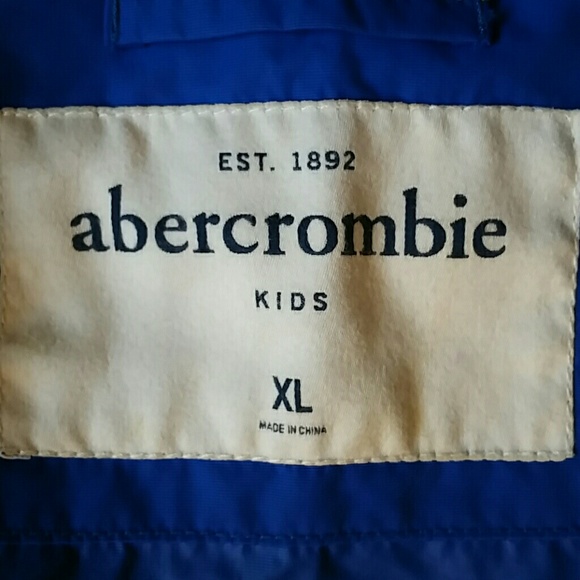 EST. 1892
abercrombie
KIDS
XL
MADE IN CHINA